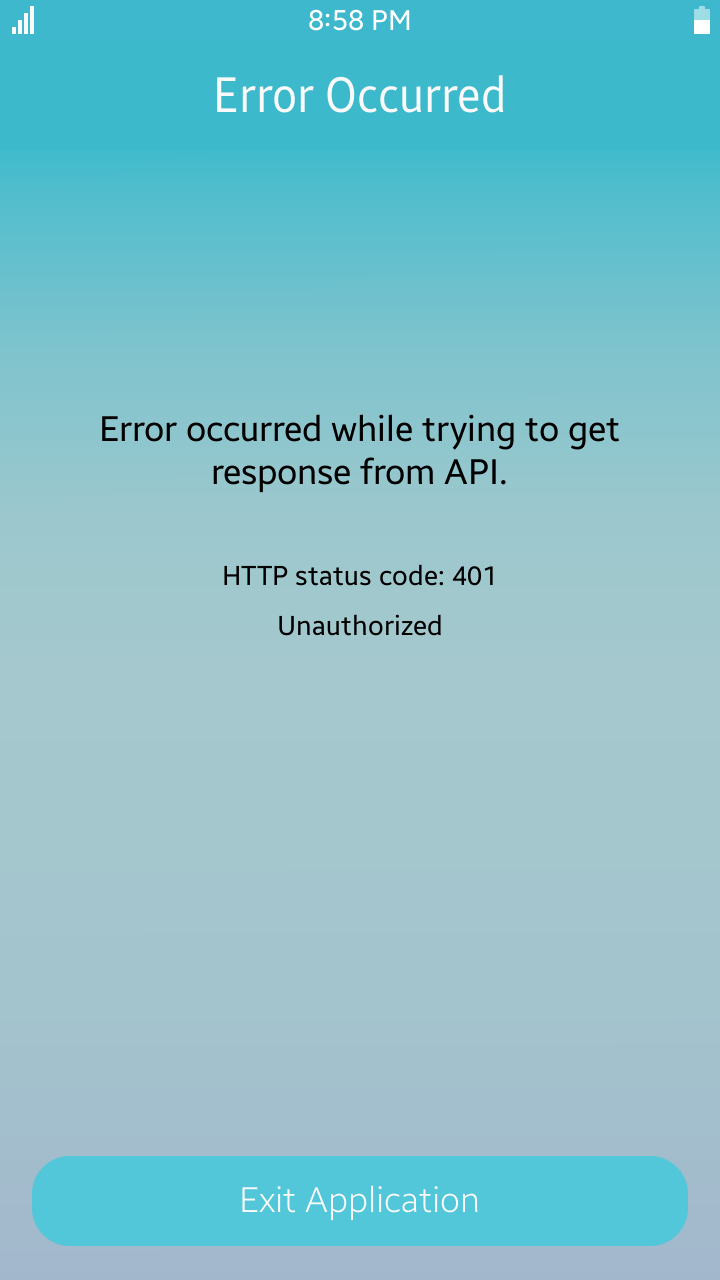 8:58 PM
Error Occurred
Error occurred while trying to get
response from API.
HTTP status code: 401
Unauthorized
Exit Application